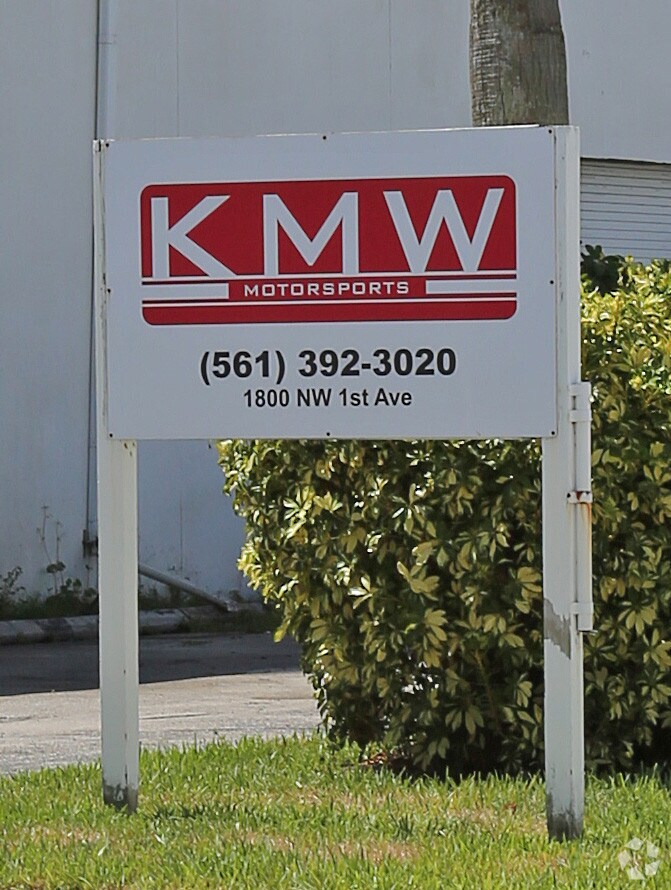 KMW
MOTORSPORTS
(561) 392-3020
1800 NW 1st Ave